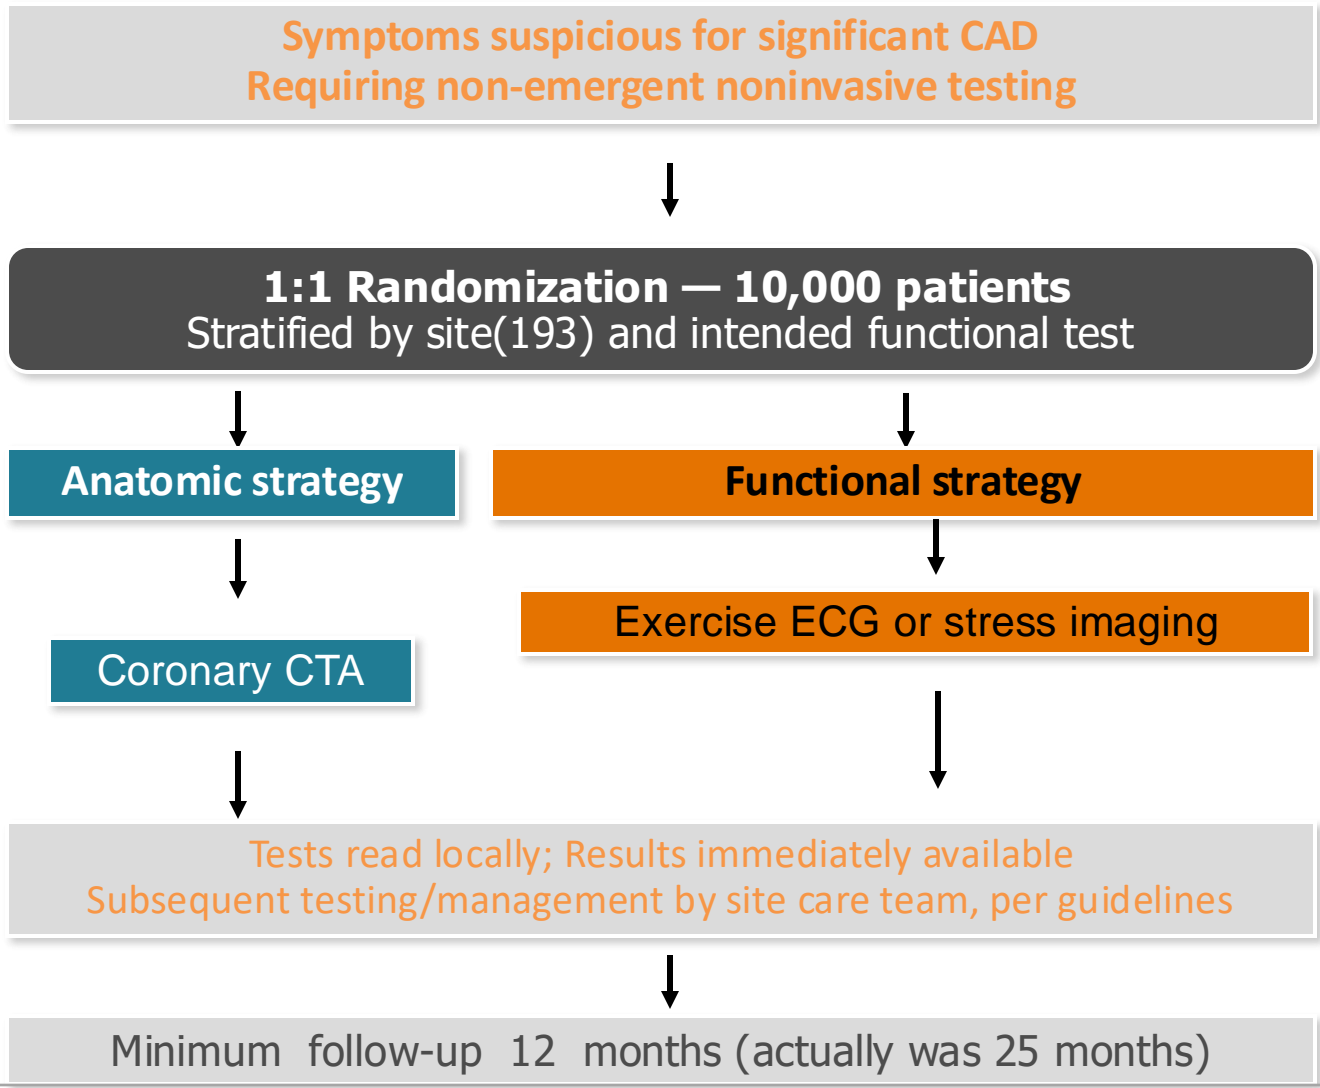 Symptoms suspicious for significant CAD
Requiring non-emergent noninvasive testing
1:1 Randomization — 10,000 patients
Stratified by site(193) and intended functional test
Anatomic strategy
Functional strategy
Exercise ECG or stress imaging
Coronary CTA
Tests read locally; Results immediately available
Subsequent testing/management by site care team, per guidelines
Minimum follow-up 12 months (actually was 25 months)